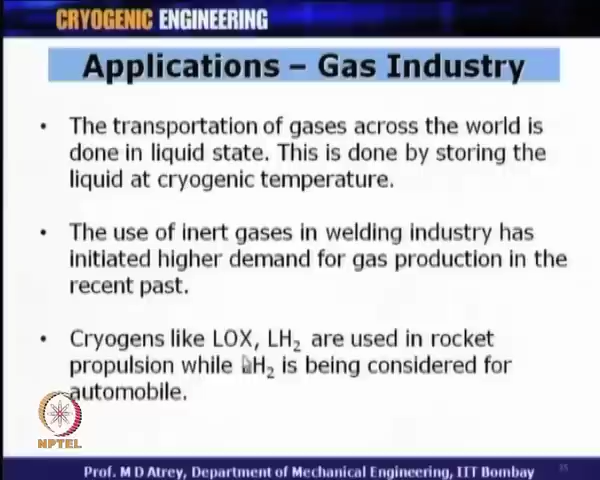 CRYOGENIC ENGINEERING
Applications – Gas Industry
• The transportation of gases across the world is
done in liquid state. This is done by storing the
liquid at cryogenic temperature.
• The use of inert gases in welding industry has
initiated higher demand for gas production in the
recent past.
• Cryogens like LOX, LH₂ are used in rocket
propulsion while LH₂ is being considered for
automobile.
NPTEL
Prof. M D Atrey, Department of Mechanical Engineering, IIT Bombay
35